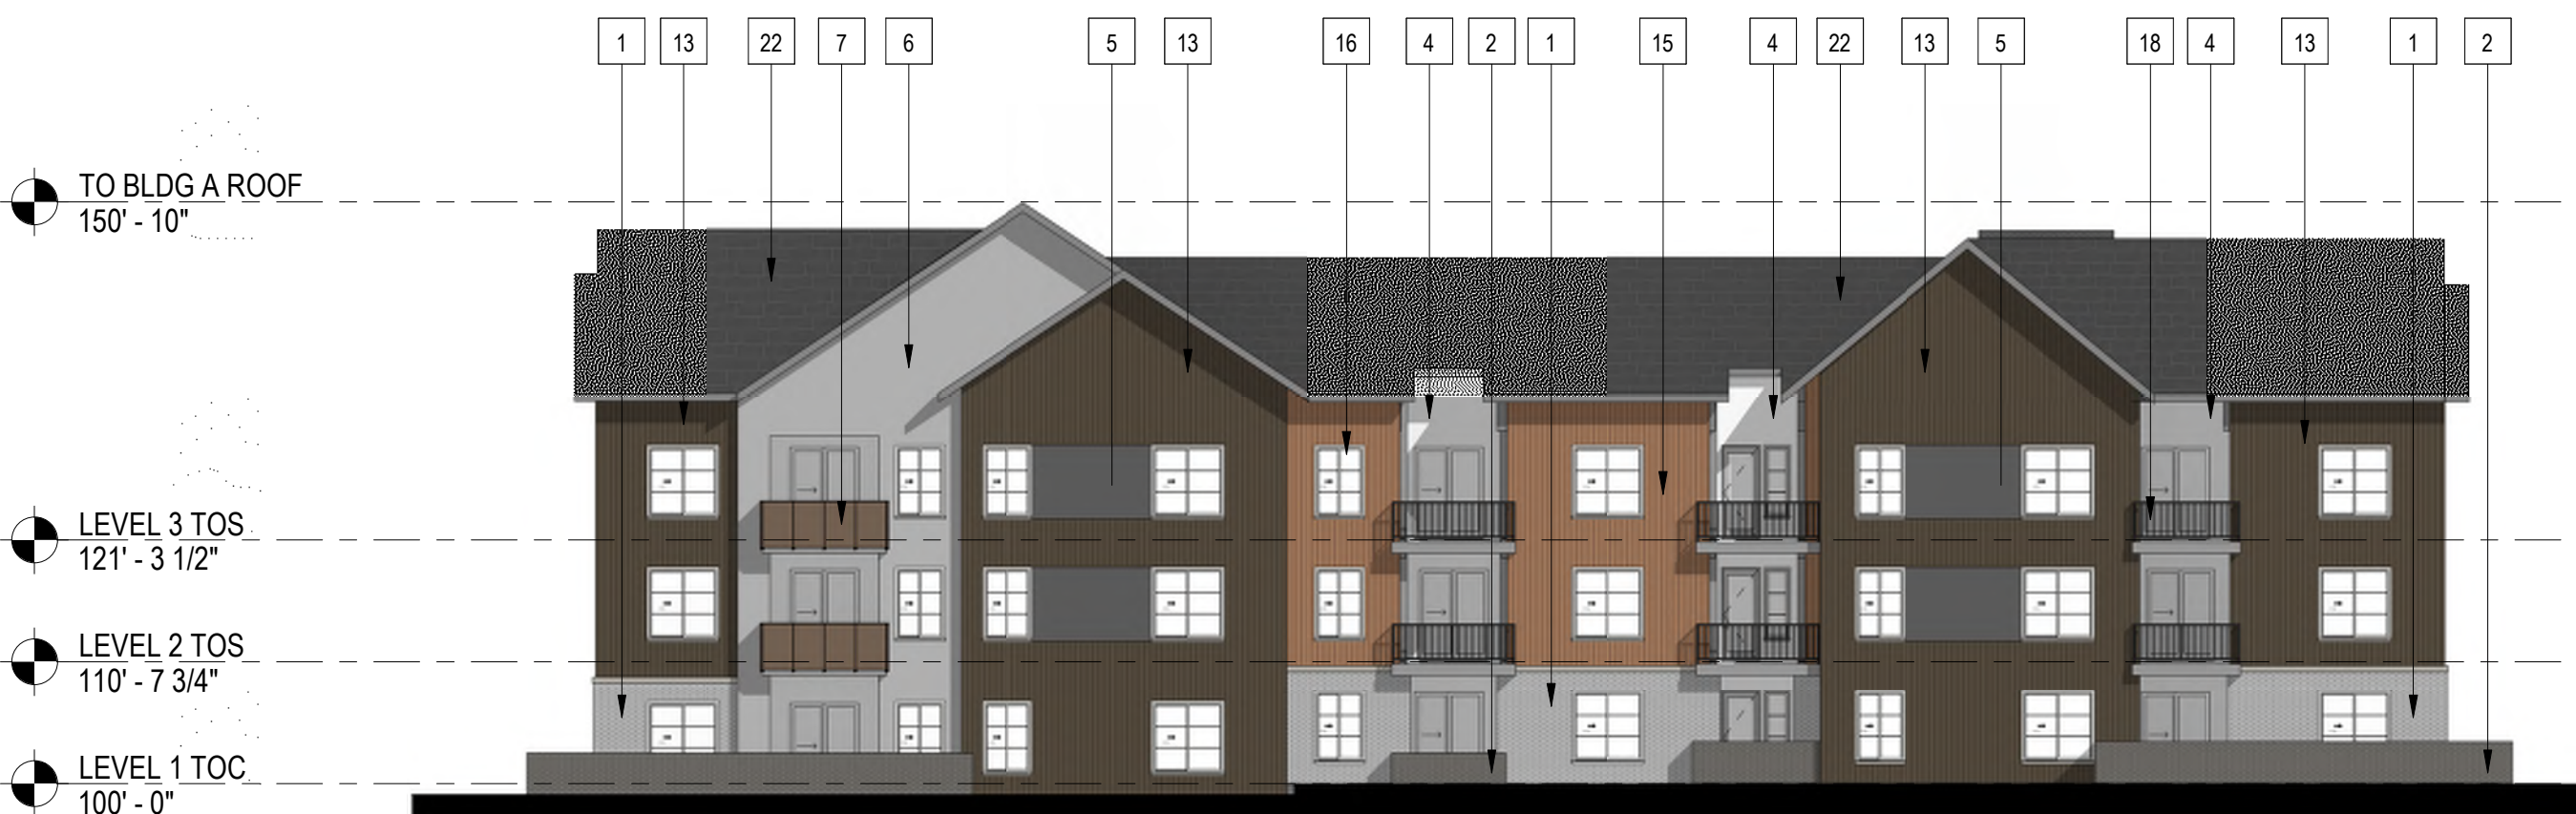 1 13 22 7 6 5 13 16 4 2 1 15 4 22 13 5 18 4 13 1 2
TO BLDG A ROOF
150' - 10"
LEVEL 3 TOS
121' - 3 1/2"
LEVEL 2 TOS
110' - 7 3/4"
LEVEL 1 TOC
100' - 0"